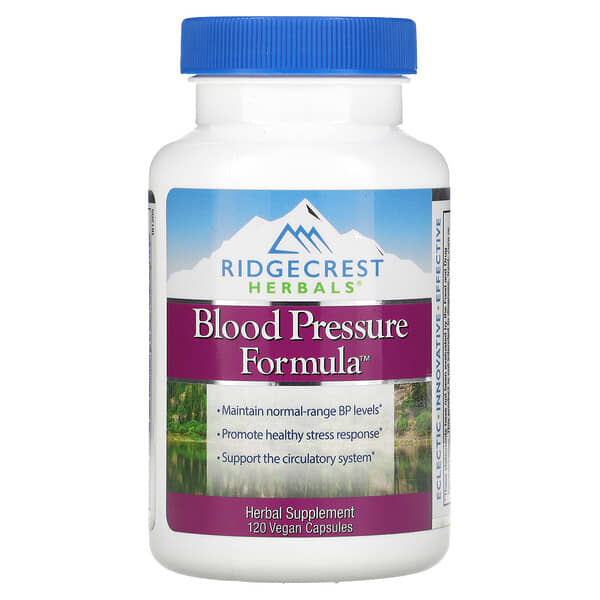 RIDGECREST
HERBALS®
Blood Pressure
Formula™
• Maintain normal-range BP levels*
• Promote healthy stress response*
• Support the circulatory system*
Herbal Supplement
120 Vegan Capsules
ECLECTIC • INNOVATIVE • EFFECTIVE